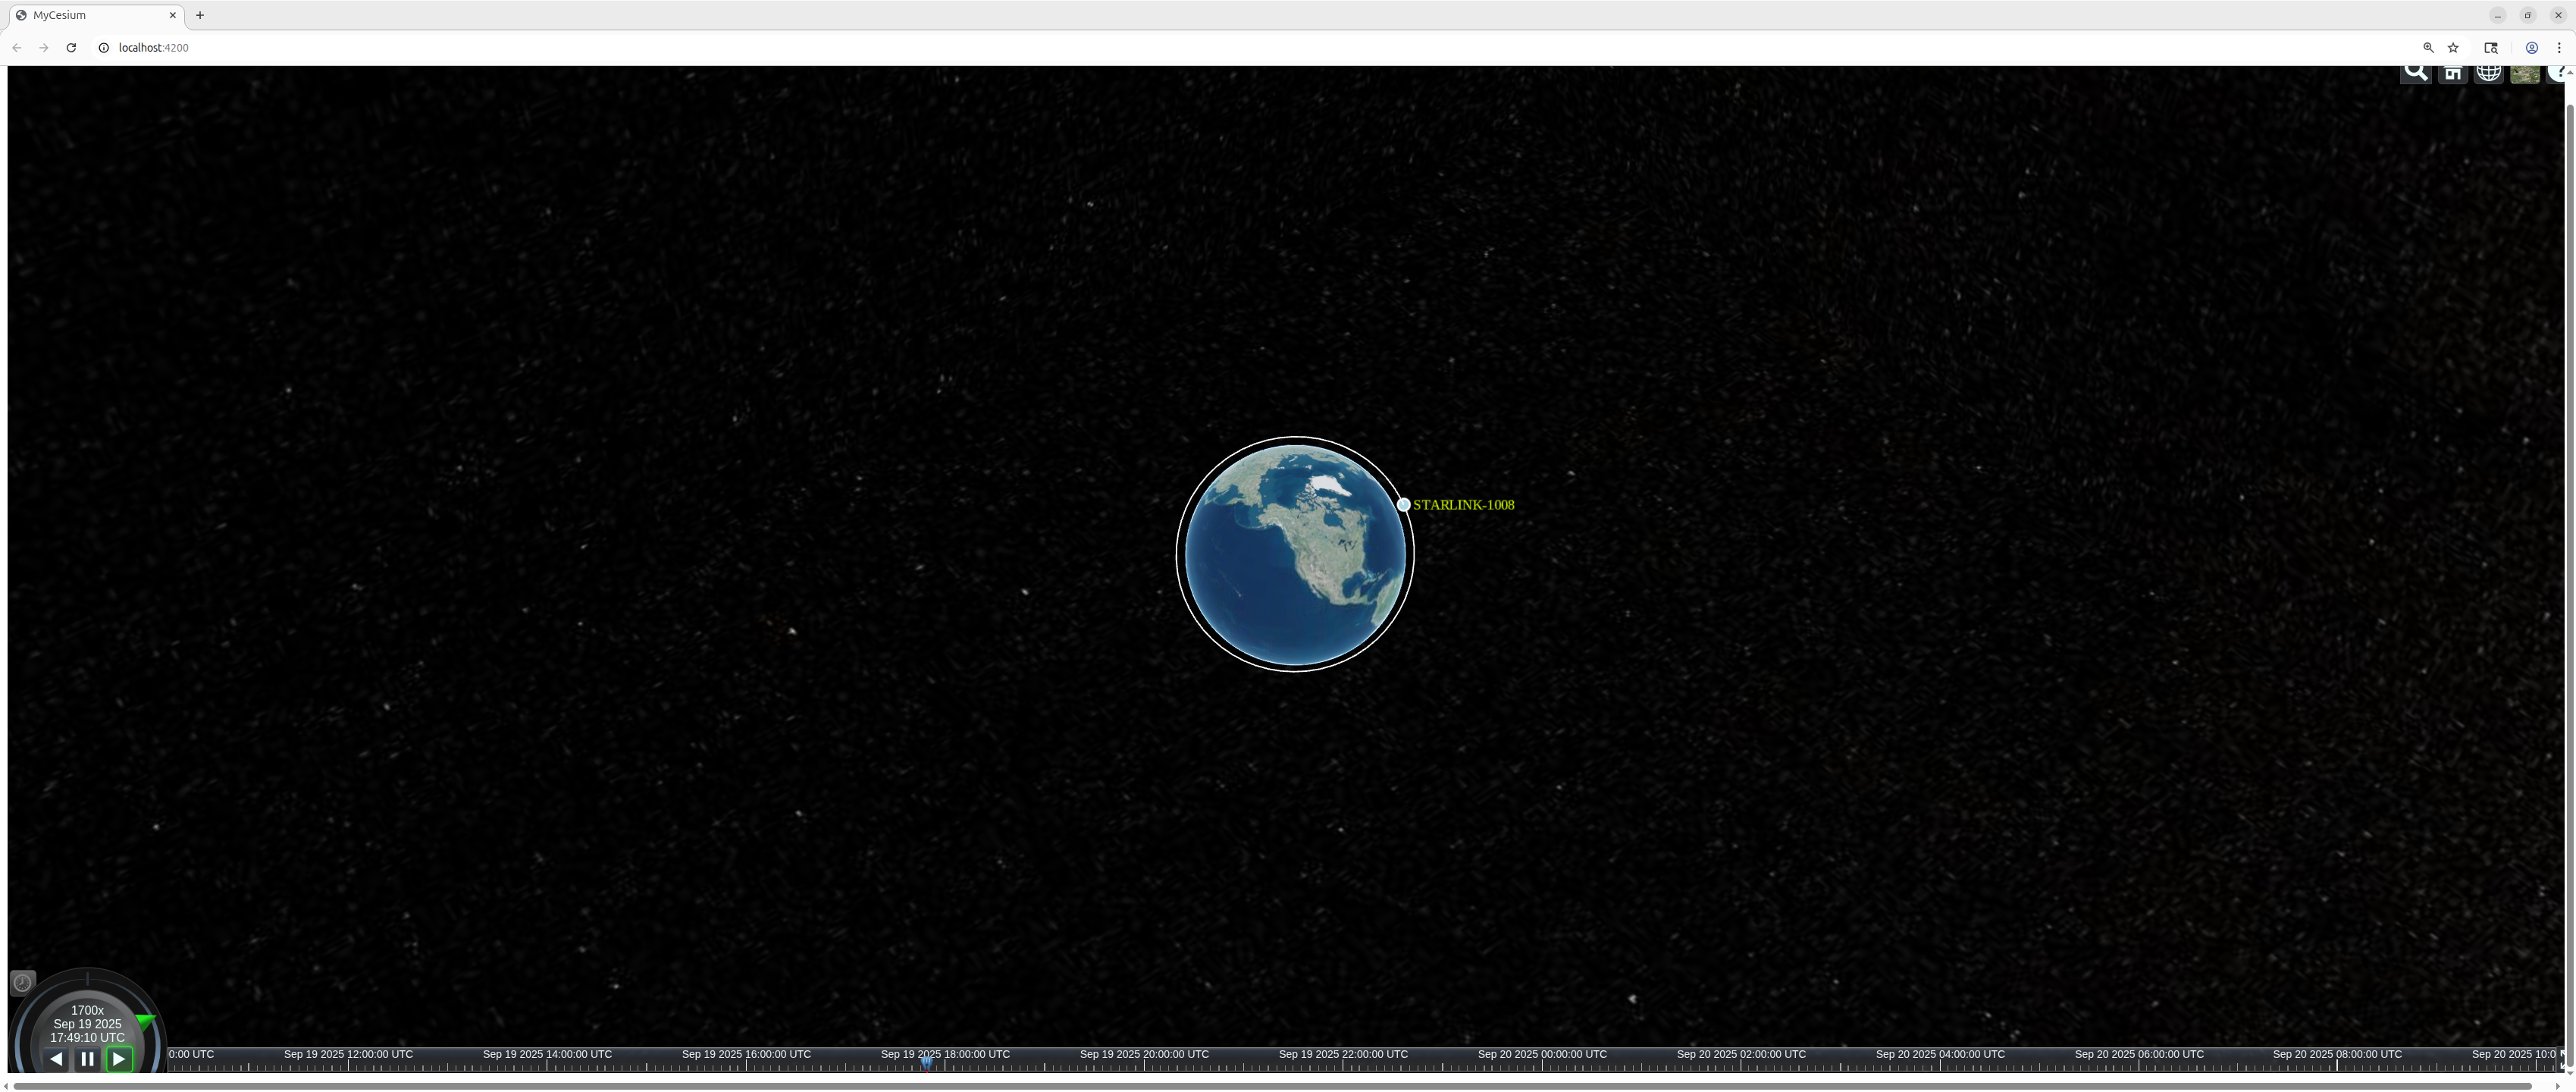 MyCesium
localhost:4200
STARLINK-1008
1700x
Sep 19 2025
17:49:10 UTC
0:00 UTC
Sep 19 2025 12:00:00 UTC
Sep 19 2025 14:00:00 UTC
Sep 19 2025 16:00:00 UTC
Sep 19 2025 18:00:00 UTC
Sep 19 2025 20:00:00 UTC
Sep 19 2025 22:00:00 UTC
Sep 20 2025 00:00:00 UTC
Sep 20 2025 02:00:00 UTC
Sep 20 2025 04:00:00 UTC
Sep 20 2025 06:00:00 UTC
Sep 20 2025 08:00:00 UTC
Sep 20 2025 10:0